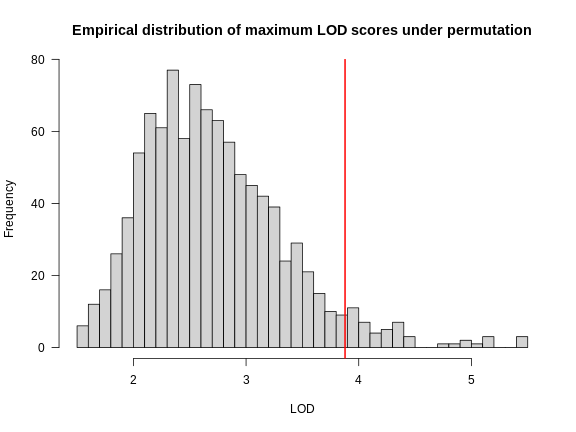 Empirical distribution of maximum LOD scores under permutation
Frequency
80
60
40
20
0
2 3 4 5
LOD